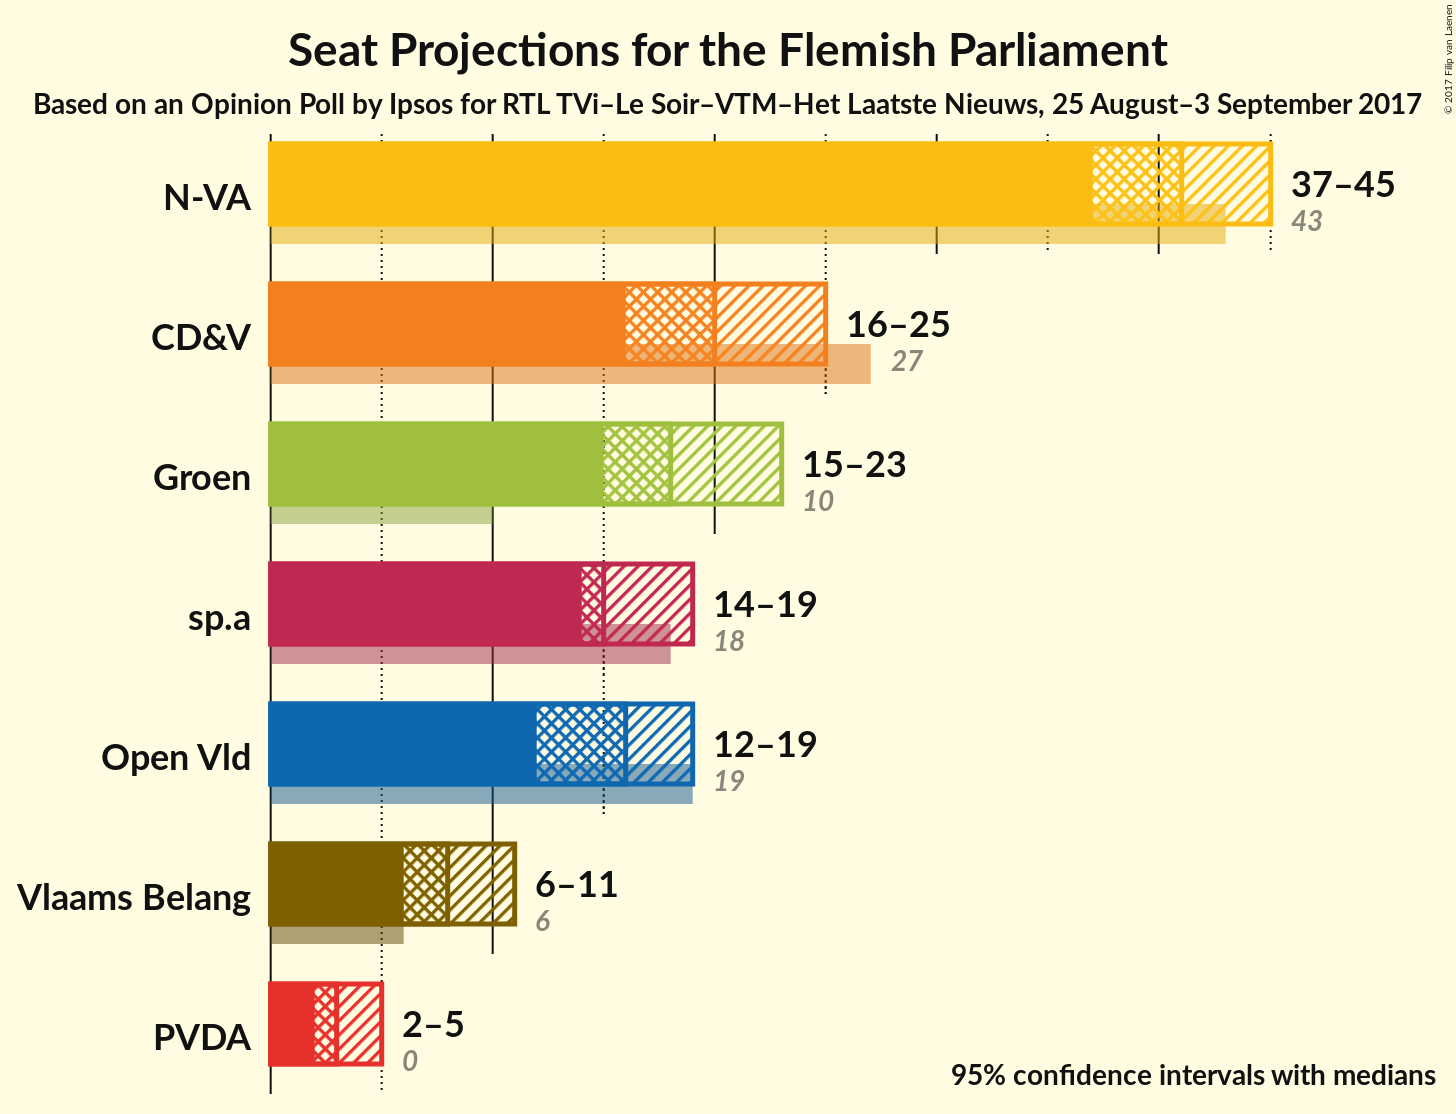 Seat Projections for the Flemish Parliament
Based on an Opinion Poll by Ipsos for RTL TVi–Le Soir–VTM–Het Laatste Nieuws, 25 August–3 September 2017
© 2017 Filip van Laenen
N-VA
37–45
43
CD&V
16–25
27
Groen
15–23
10
sp.a
14–19
18
Open Vld
12–19
19
Vlaams Belang
6–11
6
PVDA
2–5
0
95% confidence intervals with medians